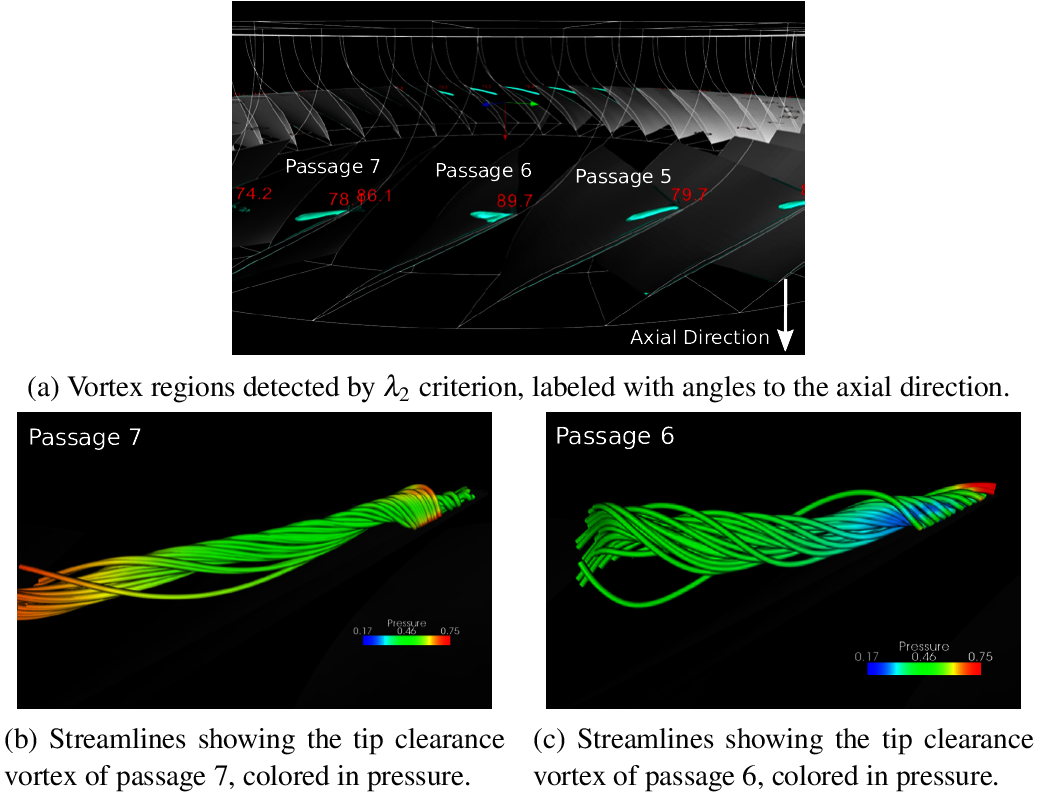 Passage 7
Passage 6
Passage 5
74.2
86.1
89.7
79.7
Axial Direction
(a) Vortex regions detected by λ2 criterion, labeled with angles to the axial direction.
Passage 7
Pressure
0.17 0.46 0.75
Passage 6
Pressure
0.17 0.46 0.75
(b) Streamlines showing the tip clearance
vortex of passage 7, colored in pressure.
(c) Streamlines showing the tip clearance
vortex of passage 6, colored in pressure.